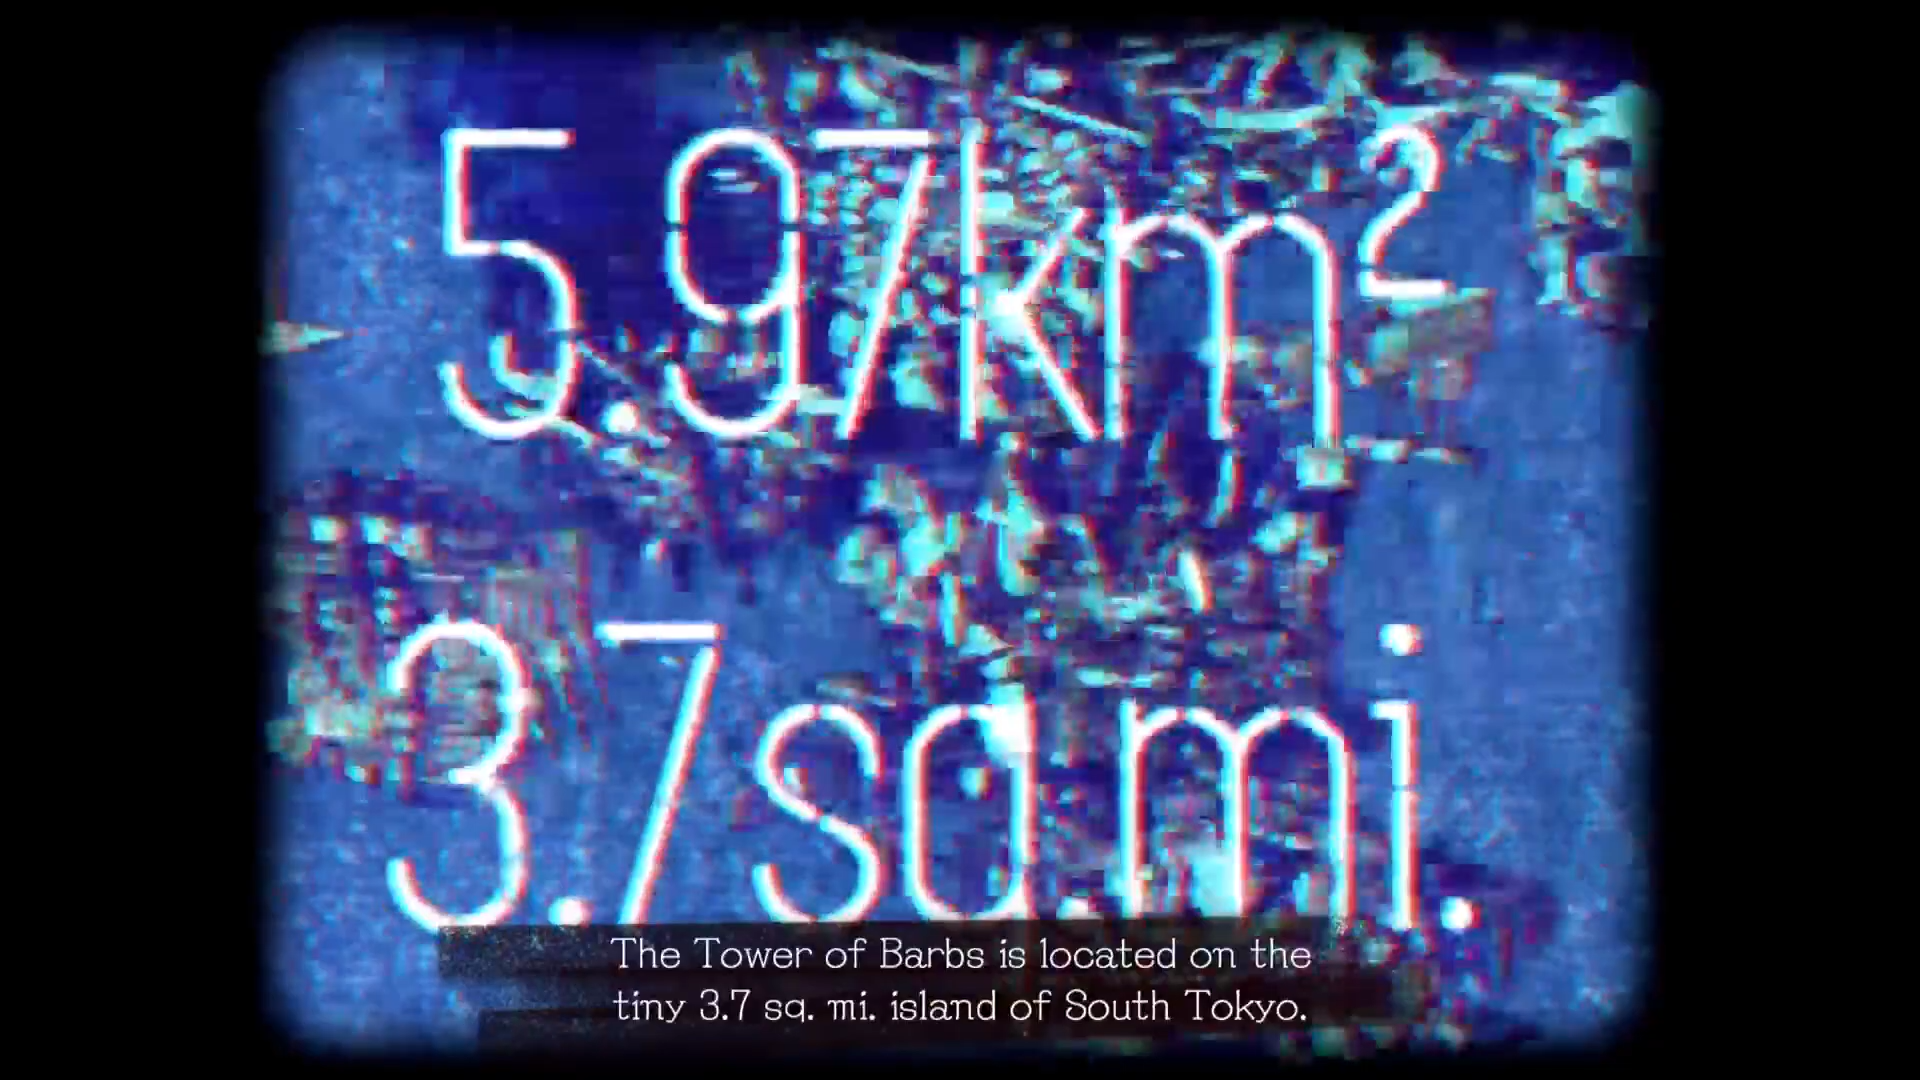 5.97km²
3.7sq.mi.
The Tower of Barbs is located on the
tiny 3.7 sq. mi. island of South Tokyo.